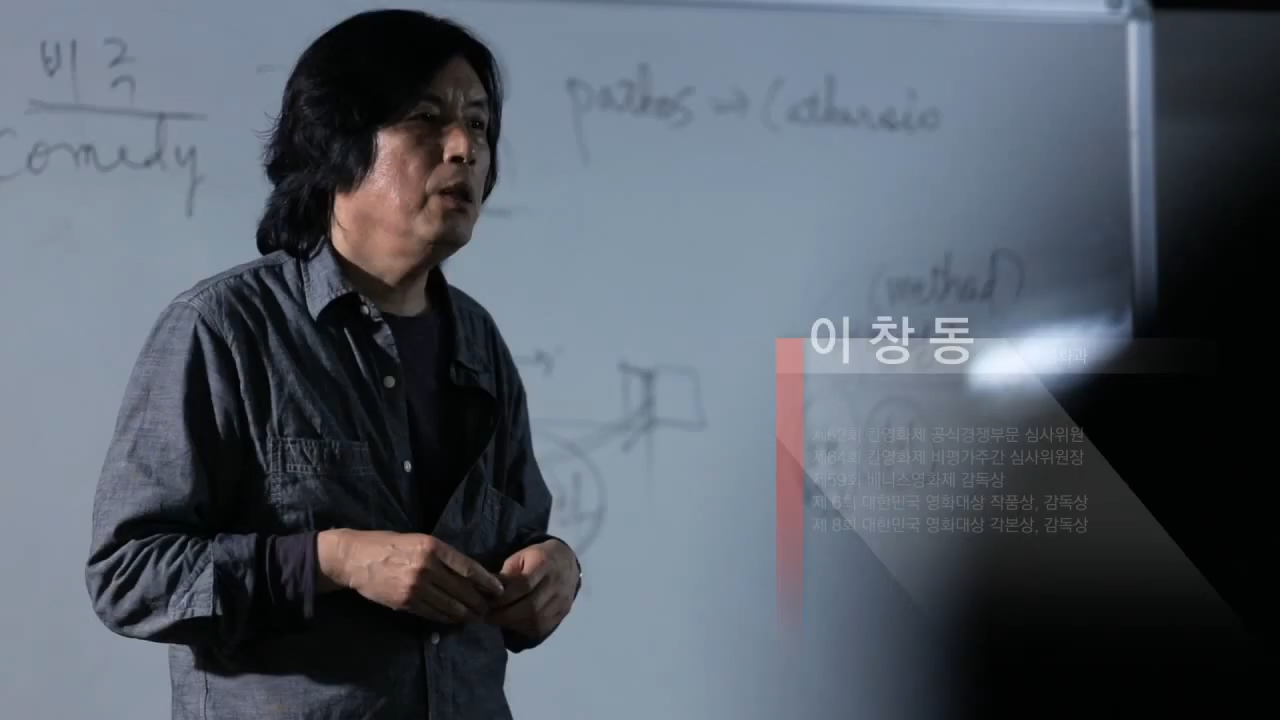 비극
comedy
pathos → Catharsis
(method)
이창동
제62회 칸영화제 공식경쟁부문 심사위원
제64회 칸영화제 비평가주간 심사위원장
제59회 베니스영화제 감독상
제 6회 대한민국 영화대상 작품상, 감독상
제 8회 대한민국 영화대상 각본상, 감독상